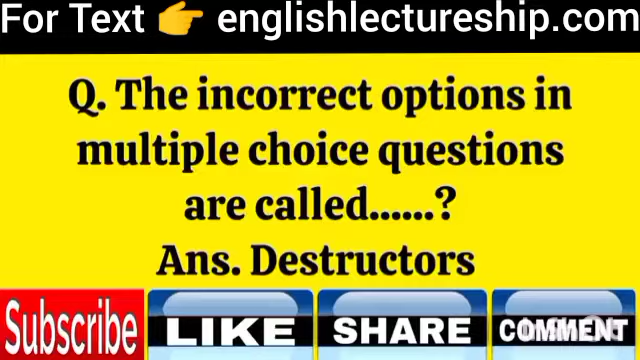 For Text 👉 englishlectureship.com
Q. The incorrect options in
multiple choice questions
are called......?
Ans. Destructors
Subscribe
LIKE
SHARE
COMMENT